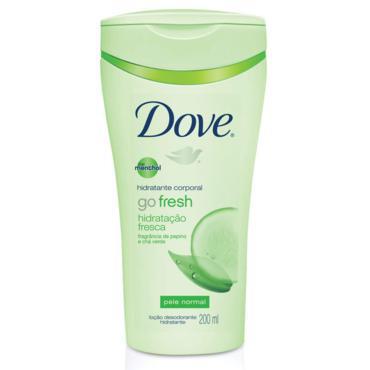 Dove®
menthol
hidratante corporal
go fresh
hidratação
fresca
fragrância de pepino
e chá verde
pele normal
loção desodorante
hidratante
200 ml